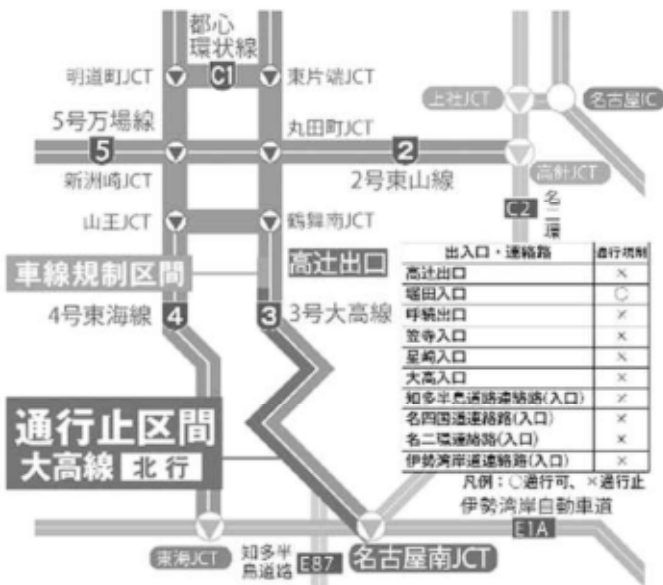 都心
環状線
明道町JCT
C1
東片端JCT
上社JCT
名古屋IC
5号万場線
丸田町JCT
5
2
新洲崎JCT
2号東山線
高針JCT
山王JCT
鶴舞南JCT
C2
名二環
車線規制区間
高辻出口
4号東海線
4
3
3号大高線
出入口・連絡路 通行規制
高辻出口 ×
堀田入口 ○
呼続出口 ×
笠寺入口 ×
星崎入口 ×
大高入口 ×
知多半島道路連絡路(入口) ×
名四国道連絡路(入口) ×
名二環連絡路(入口) ×
伊勢湾岸道連絡路(入口) ×
凡例：○通行可、×通行止
通行止区間
大高線 北行
伊勢湾岸自動車道
E1A
東海JCT
知多半
島道路
E87
名古屋南JCT